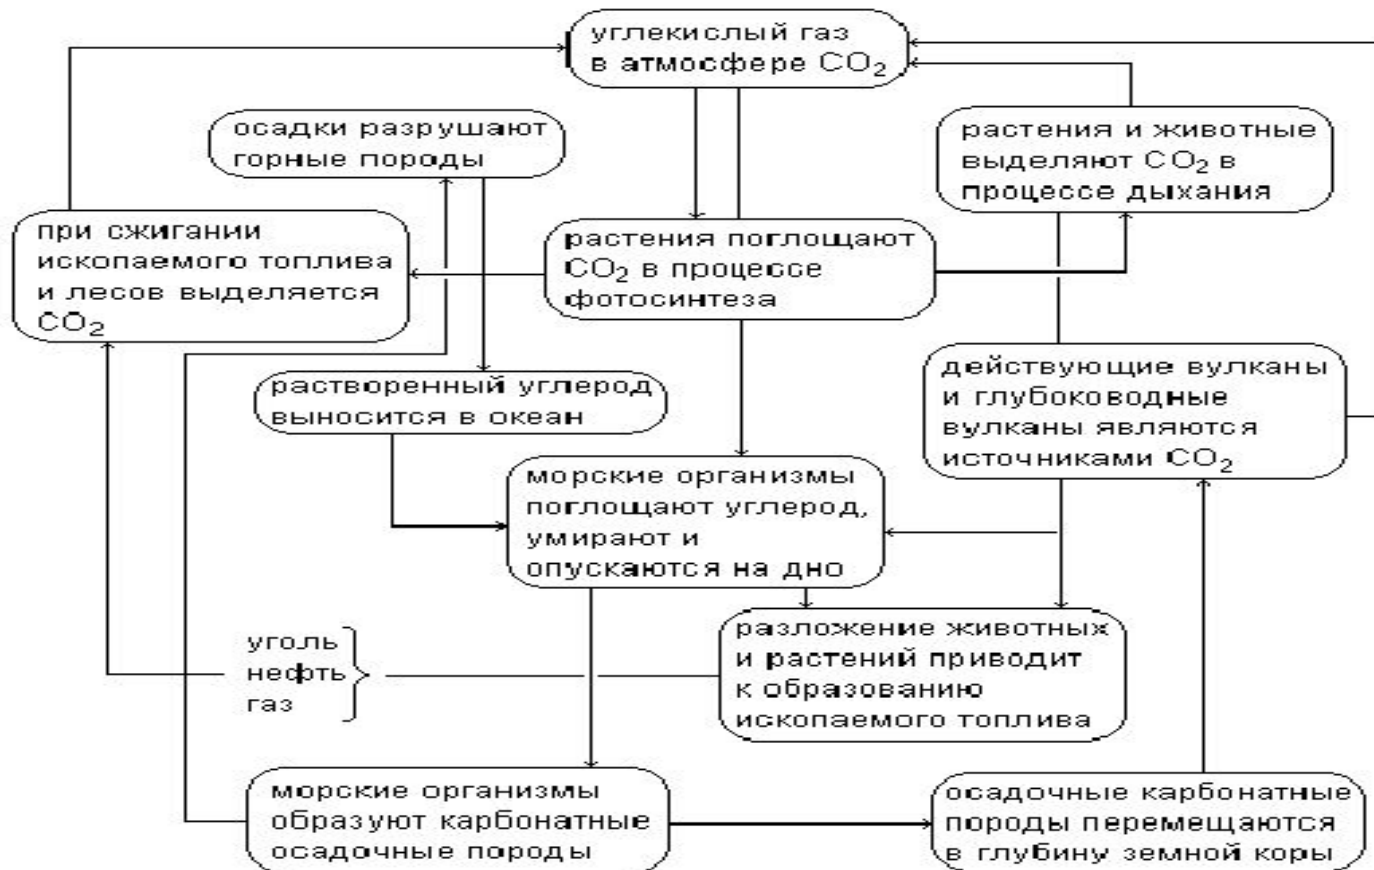 углекислый газ
в атмосфере CO₂
осадки разрушают
горные породы
растения и животные
выделяют CO₂ в
процессе дыхания
при сжигании
ископаемого топлива
и лесов выделяется
CO₂
растения поглощают
CO₂ в процессе
фотосинтеза
растворенный углерод
выносится в океан
действующие вулканы
и глубоководные
вулканы являются
источниками CO₂
морские организмы
поглощают углерод,
умирают и
опускаются на дно
уголь
нефть
газ
разложение животных
и растений приводит
к образованию
ископаемого топлива
морские организмы
образуют карбонатные
осадочные породы
осадочные карбонатные
породы перемещаются
в глубину земной коры